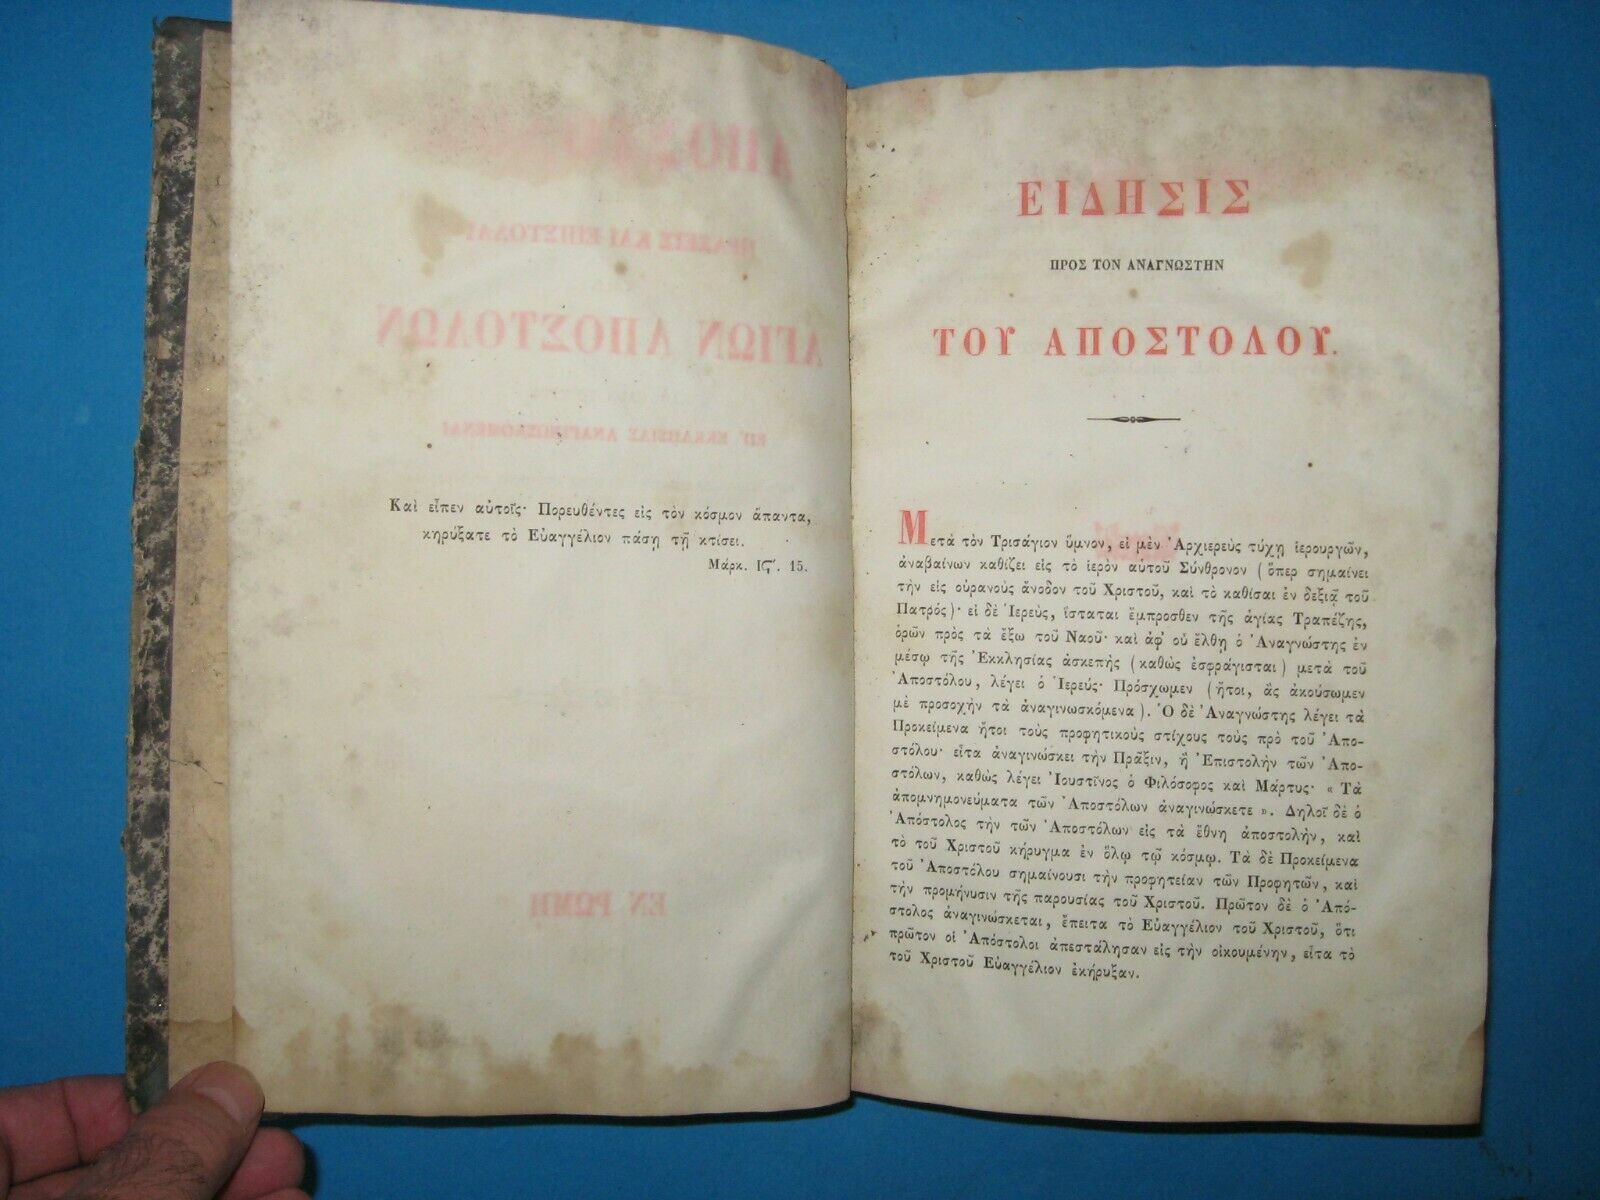 Καὶ εἶπεν αὐτοῖς· Πορευθέντες εἰς τὸν κόσμον ἅπαντα,
κηρύξατε τὸ Εὐαγγέλιον πάσῃ τῇ κτίσει.
Μάρκ. Ιϛʹ. 15.
ΕΙΔΗΣΙΣ
ΠΡΟΣ ΤΟΝ ΑΝΑΓΝΩΣΤΗΝ
ΤΟΥ ΑΠΟΣΤΟΛΟΥ.
Μετὰ τὸν Τρισάγιον ὕμνον, εἰ μὲν Ἀρχιερεὺς τύχῃ ἱερουργῶν,
ἀναβαίνων καθίζει εἰς τὸ ἱερὸν αὑτοῦ Σύνθρονον (ὅπερ σημαίνει
τὴν εἰς οὐρανοὺς ἄνοδον τοῦ Χριστοῦ, καὶ τὸ καθίσαι ἐν δεξιᾷ τοῦ
Πατρός)· εἰ δὲ Ἱερεὺς, ἵσταται ἔμπροσθεν τῆς ἁγίας Τραπέζης,
ὁρῶν πρὸς τὰ ἔξω τοῦ Ναοῦ· καὶ ἀφ' οὗ ἔλθῃ ὁ Ἀναγνώστης ἐν
μέσῳ τῆς Ἐκκλησίας ἀσκεπὴς (καθὼς ἐσφράγισται) μετὰ τοῦ
Ἀποστόλου, λέγει ὁ Ἱερεύς· Πρόσχωμεν (ἤτοι, ἂς ἀκούσωμεν
μὲ προσοχὴν τὰ ἀναγινωσκόμενα). Ὁ δὲ Ἀναγνώστης λέγει τὰ
Προκείμενα ἤτοι τοὺς προφητικοὺς στίχους τοὺς πρὸ τοῦ Ἀπο-
στόλου· εἶτα ἀναγινώσκει τὴν Πρᾶξιν, ἢ Ἐπιστολὴν τῶν Ἀπο-
στόλων, καθὼς λέγει Ἰουστῖνος ὁ Φιλόσοφος καὶ Μάρτυς· « Τὰ
ἀπομνημονεύματα τῶν Ἀποστόλων ἀναγινώσκετε ». Δηλοῖ δὲ ὁ
Ἀπόστολος τὴν τῶν Ἀποστόλων εἰς τὰ ἔθνη ἀποστολὴν, καὶ
τὸ τοῦ Χριστοῦ κήρυγμα ἐν ὅλῳ τῷ κόσμῳ. Τὰ δὲ Προκείμενα
τοῦ Ἀποστόλου σημαίνουσι τὴν προφητείαν τῶν Προφητῶν, καὶ
τὴν προμήνυσιν τῆς παρουσίας τοῦ Χριστοῦ. Πρῶτον δὲ ὁ Ἀπό-
στολος ἀναγινώσκεται, ἔπειτα τὸ Εὐαγγέλιον τοῦ Χριστοῦ, ὅτι
πρῶτον οἱ Ἀπόστολοι ἀπεστάλησαν εἰς τὴν οἰκουμένην, εἶτα τὸ
τοῦ Χριστοῦ Εὐαγγέλιον ἐκήρυξαν.